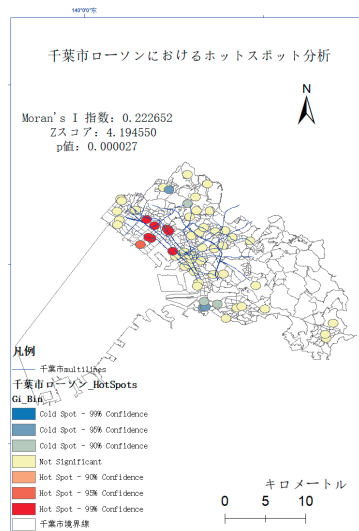 140°0'0"东
千葉市ローソンにおけるホットスポット分析
N
Moran's I 指数: 0.222652
Zスコア: 4.194550
p値: 0.000027
凡例
千葉市multilines
千葉市ローソン_HotSpots
Gi_Bin
Cold Spot - 99% Confidence
Cold Spot - 95% Confidence
Cold Spot - 90% Confidence
Not Significant
Hot Spot - 90% Confidence
Hot Spot - 95% Confidence
Hot Spot - 99% Confidence
千葉市境界線
キロメートル
0 5 10